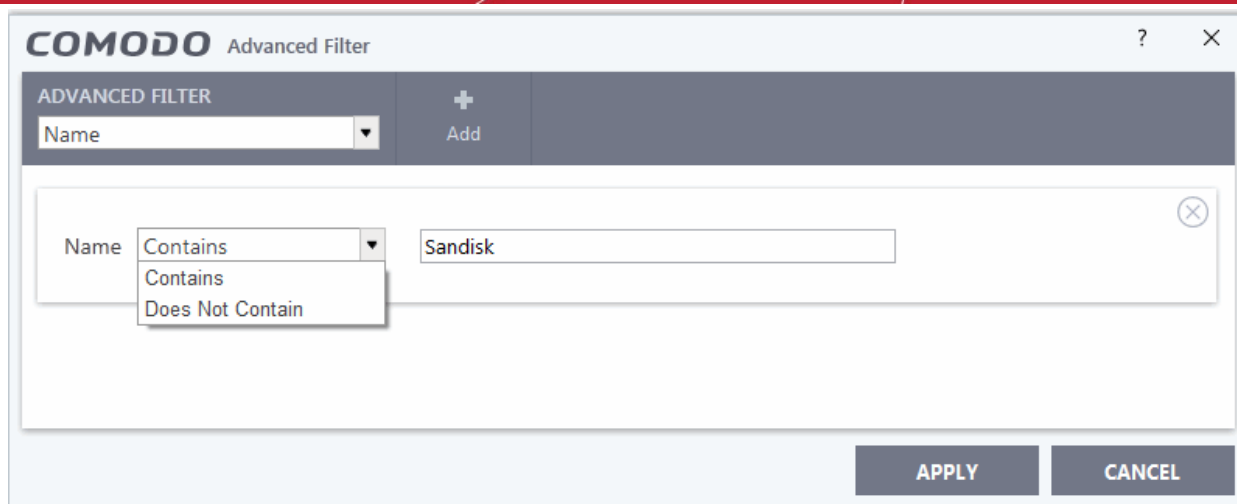 COMODO Advanced Filter ?
ADVANCED FILTER
Name
Add
Name Contains Sandisk
Contains
Does Not Contain
APPLY CANCEL